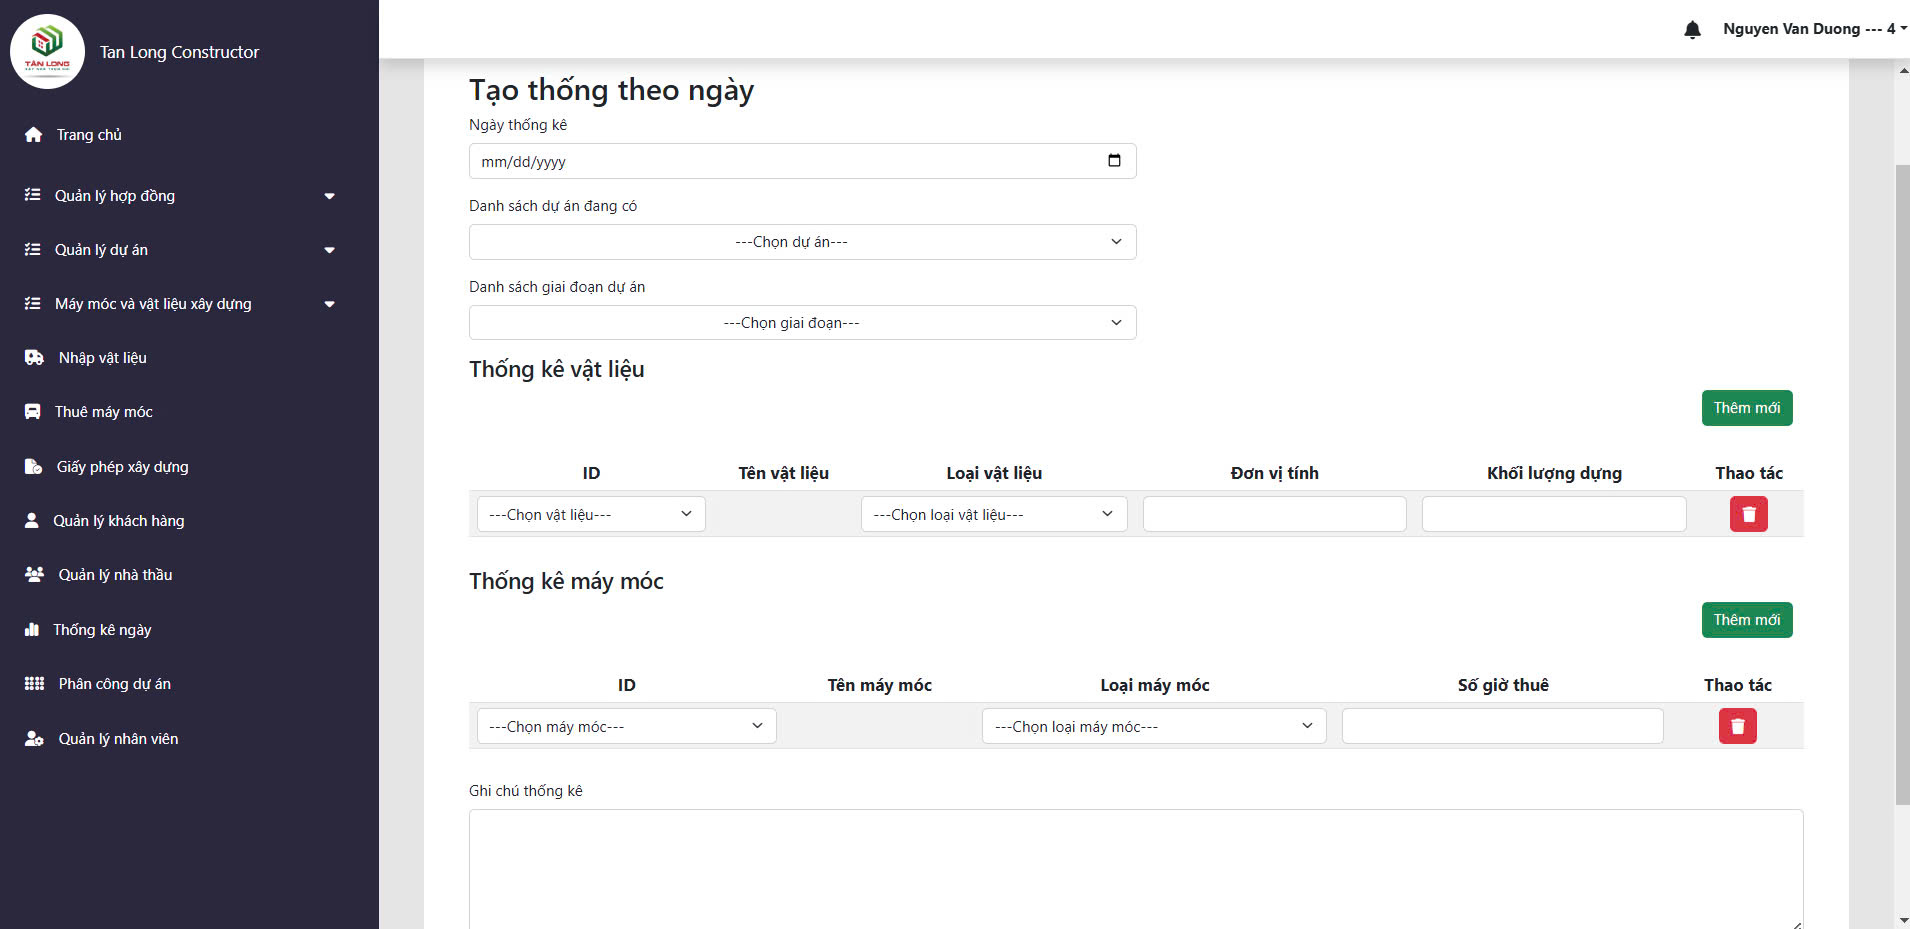 TÂN LONG
Tan Long Constructor
Nguyen Van Duong --- 4
Trang chủ
Quản lý hợp đồng
Quản lý dự án
Máy móc và vật liệu xây dựng
Nhập vật liệu
Thuê máy móc
Giấy phép xây dựng
Quản lý khách hàng
Quản lý nhà thầu
Thống kê ngày
Phân công dự án
Quản lý nhân viên
Tạo thống theo ngày
Ngày thống kê
mm/dd/yyyy
Danh sách dự án đang có
---Chọn dự án---
Danh sách giai đoạn dự án
---Chọn giai đoạn---
Thống kê vật liệu
Thêm mới
ID Tên vật liệu Loại vật liệu Đơn vị tính Khối lượng dựng Thao tác
---Chọn vật liệu--- ---Chọn loại vật liệu---
Thống kê máy móc
Thêm mới
ID Tên máy móc Loại máy móc Số giờ thuê Thao tác
---Chọn máy móc--- ---Chọn loại máy móc---
Ghi chú thống kê